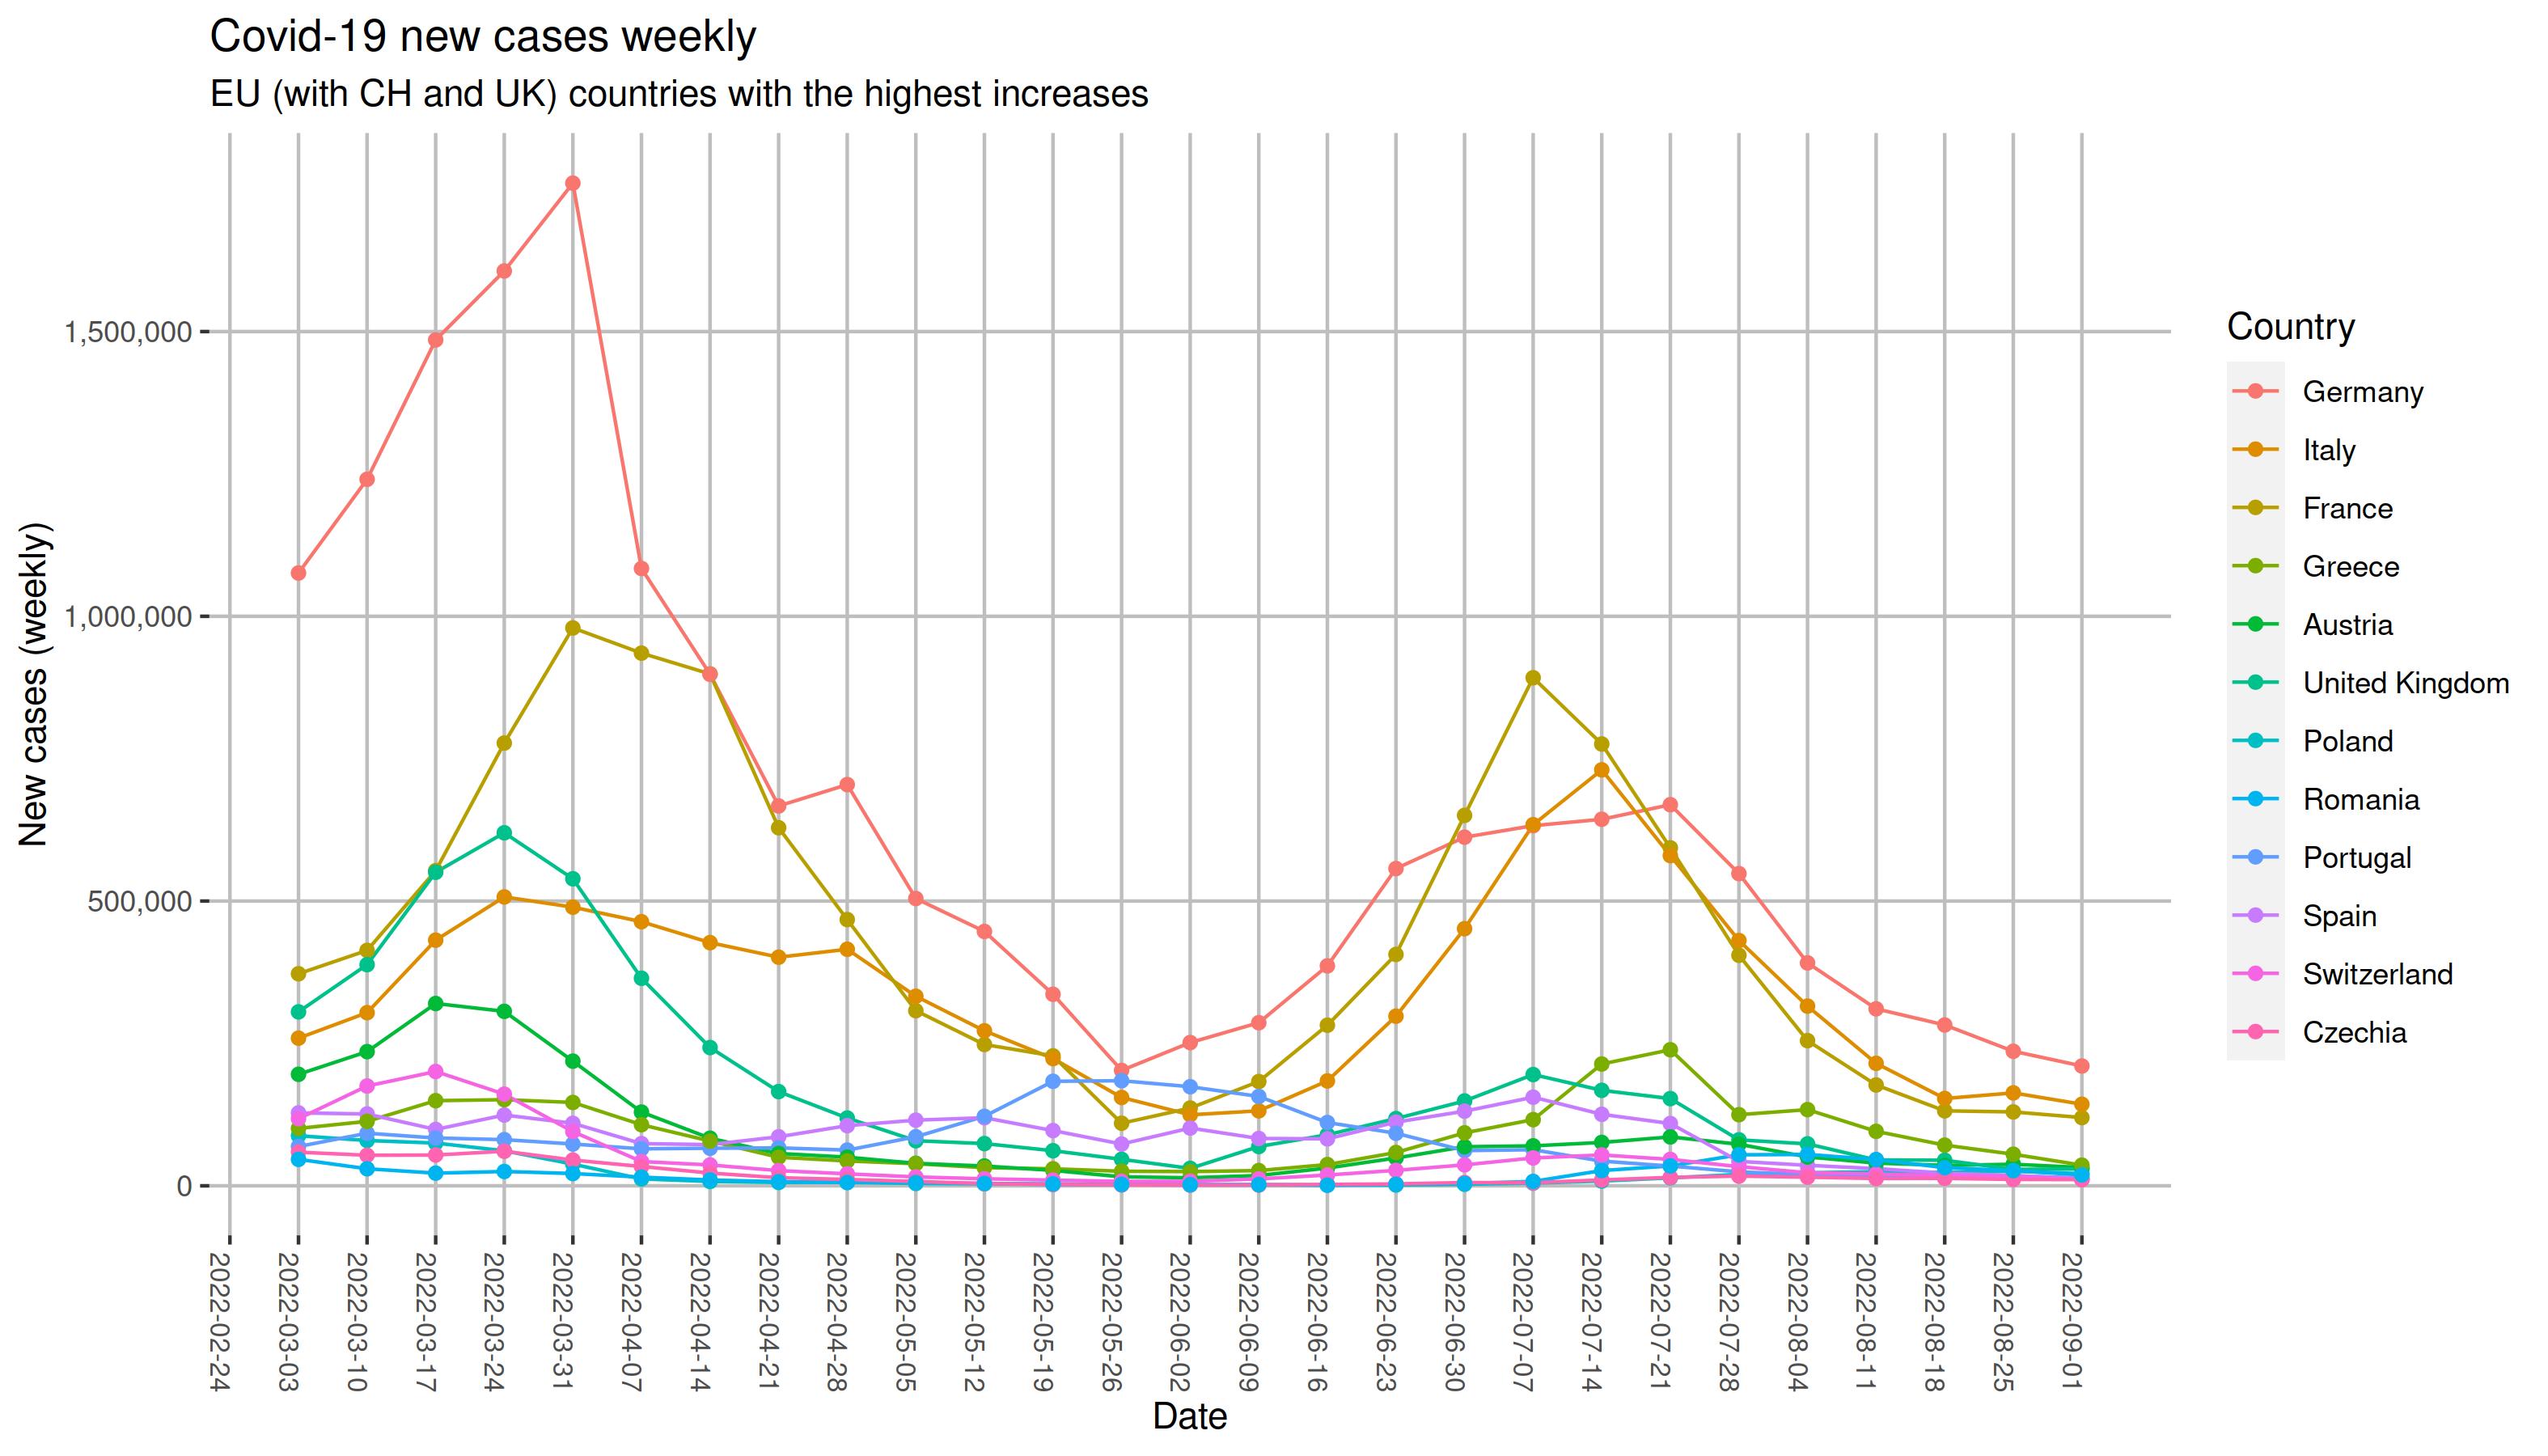 Covid-19 new cases weekly
EU (with CH and UK) countries with the highest increases
New cases (weekly)
1,500,000
1,000,000
500,000
0
2022-02-24
2022-03-03
2022-03-10
2022-03-17
2022-03-24
2022-03-31
2022-04-07
2022-04-14
2022-04-21
2022-04-28
2022-05-05
2022-05-12
2022-05-19
2022-05-26
2022-06-02
2022-06-09
2022-06-16
2022-06-23
2022-06-30
2022-07-07
2022-07-14
2022-07-21
2022-07-28
2022-08-04
2022-08-11
2022-08-18
2022-08-25
2022-09-01
Date
Country
Germany
Italy
France
Greece
Austria
United Kingdom
Poland
Romania
Portugal
Spain
Switzerland
Czechia